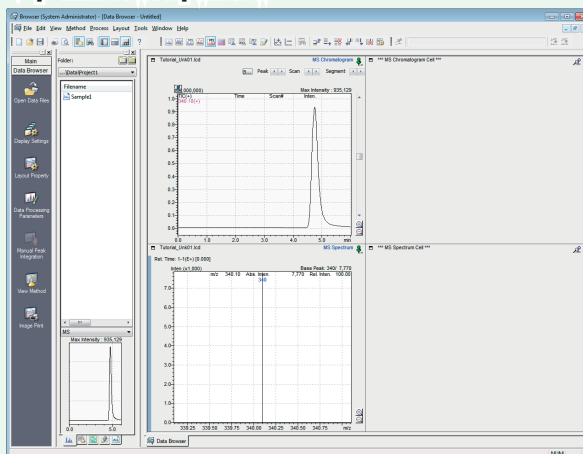 Browser (System Administrator) - [Data Browser - Untitled]
File Edit View Method Process Layout Tools Window Help
Main
Data Browser
Open Data Files
Display Settings
Layout Property
Data Processing Parameters
Manual Peak Integration
View Method
Image Print
Folder:
...\Data\Project1
Filename
Sample1
MS
Max Intensity : 935,129
0.0 5.0
Tutorial_Unk01.lcd MS Chromatogram
Peak Scan Segment
TIC(+)
340.10(+)
Time Scan# Inten.
Max Intensity : 935,129
1.0
0.9
0.8
0.7
0.6
0.5
0.4
0.3
0.2
0.1
0.0
0.0 1.0 2.0 3.0 4.0 5.0 min
*** MS Chromatogram Cell ***
Tutorial_Unk01.lcd MS Spectrum
Ret. Time: 1-1(E+) [0.000]
Inten.(x1,000)
Base Peak: 340/ 7,770
m/z 340.10 Abs. Inten. 7,770 Rel. Inten. 100.00
340
7.0
6.0
5.0
4.0
3.0
2.0
1.0
0.0
339.25 339.50 339.75 340.00 340.25 340.50 340.75 m/z
*** MS Spectrum Cell ***
Data Browser
NUM